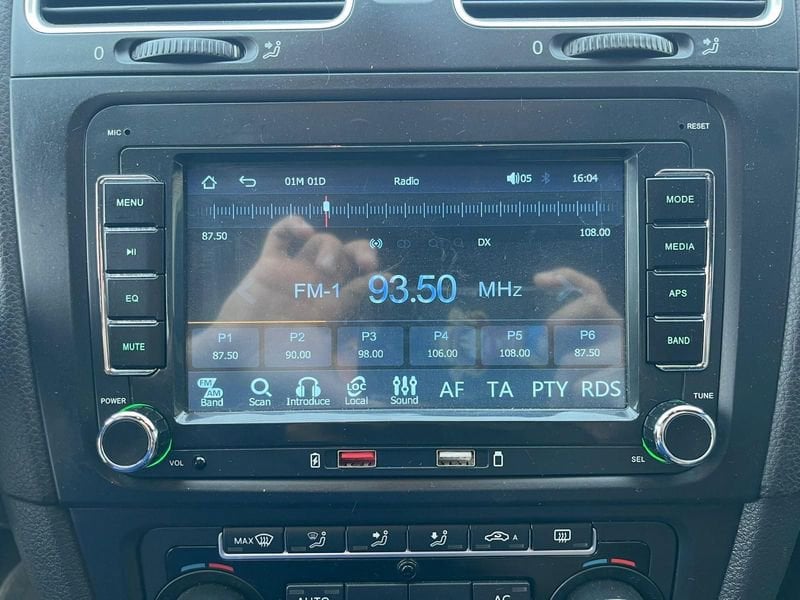 0 0
MIC RESET
01M 01D Radio 05 16:04
MENU MODE
87.50 108.00
DX
MEDIA
FM-1 93.50 MHz
EQ APS
P1 P2 P3 P4 P5 P6
87.50 90.00 98.00 106.00 108.00 87.50
MUTE BAND
FM
AM
Band Scan Introduce LOC Local Sound AF TA PTY RDS
POWER TUNE
VOL SEL
MAX A
AUTO AC